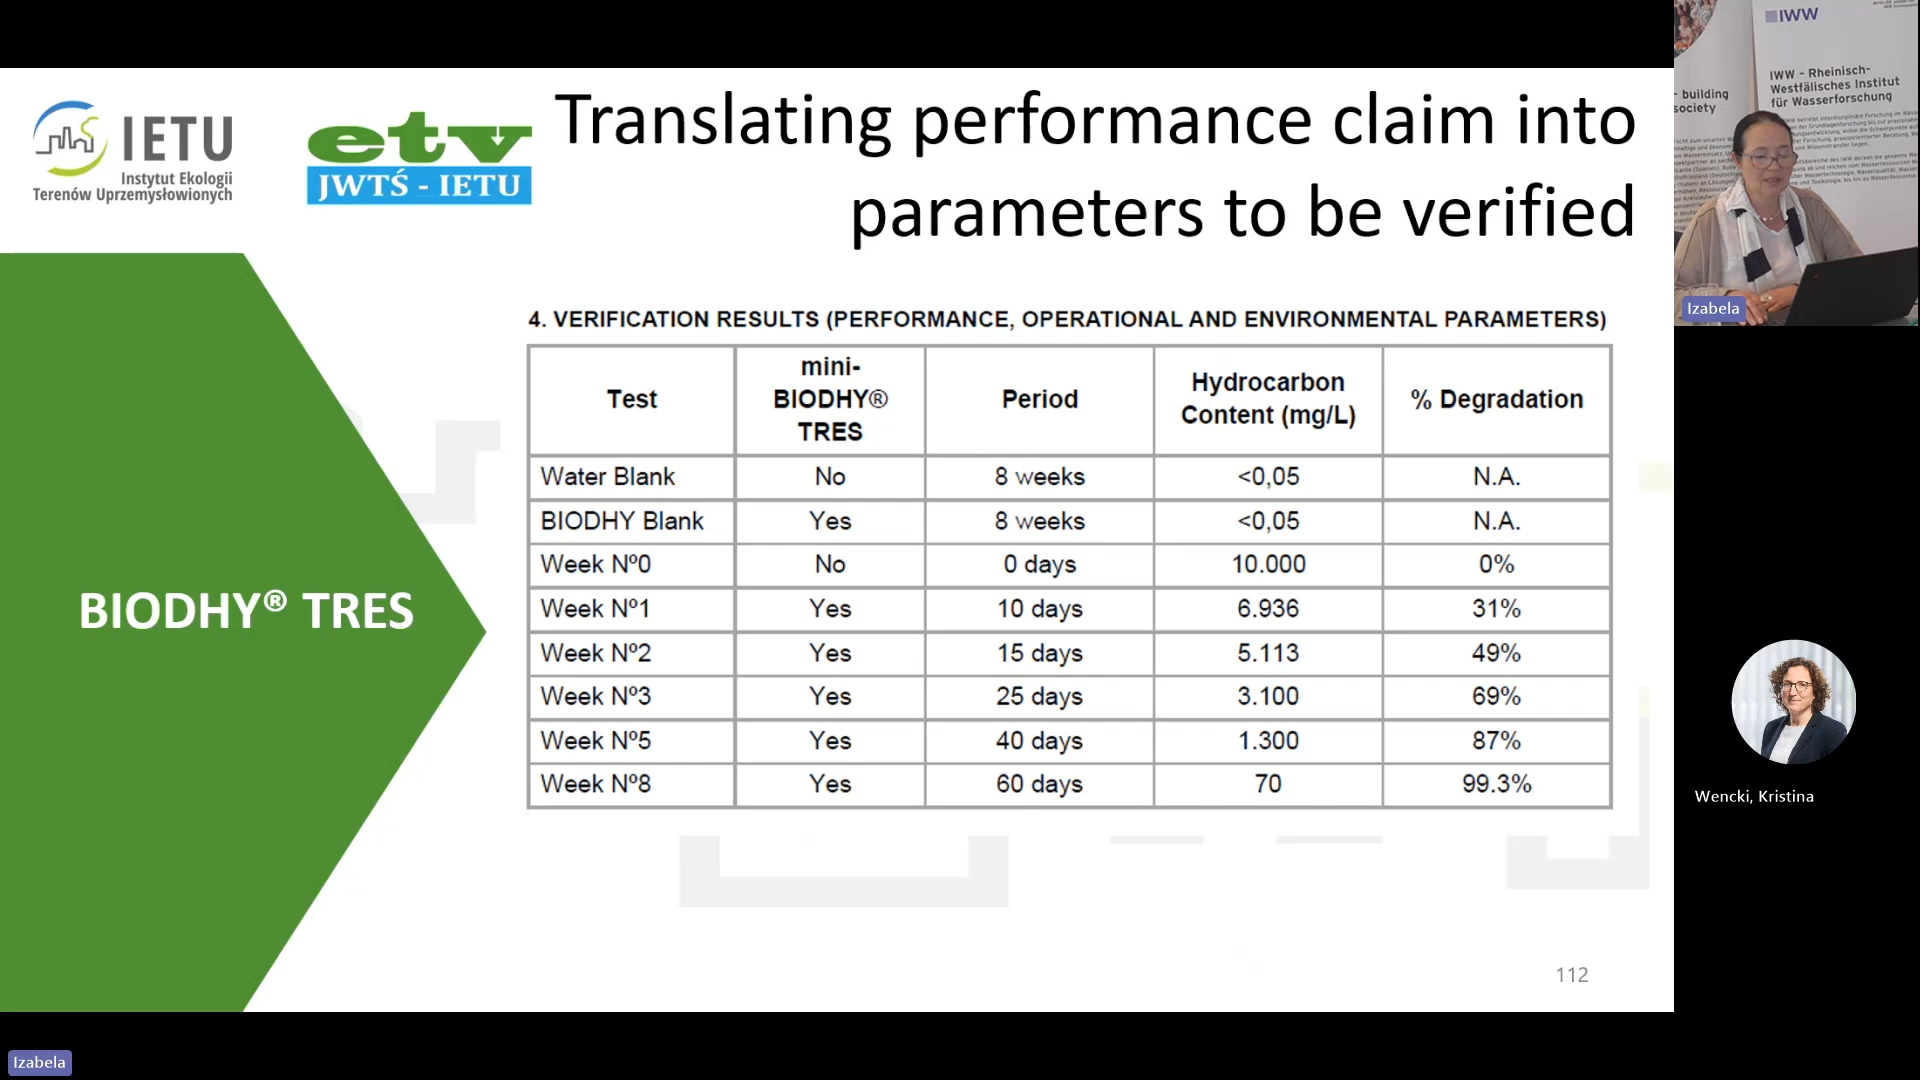 IETU
Instytut Ekologii
Terenów Uprzemysłowionych
etv
JWTŚ - IETU
Translating performance claim into
parameters to be verified
BIODHY® TRES
4. VERIFICATION RESULTS (PERFORMANCE, OPERATIONAL AND ENVIRONMENTAL PARAMETERS)
Test mini-BIODHY® TRES Period Hydrocarbon Content (mg/L) % Degradation
Water Blank No 8 weeks <0,05 N.A.
BIODHY Blank Yes 8 weeks <0,05 N.A.
Week Nº0 No 0 days 10.000 0%
Week Nº1 Yes 10 days 6.936 31%
Week Nº2 Yes 15 days 5.113 49%
Week Nº3 Yes 25 days 3.100 69%
Week Nº5 Yes 40 days 1.300 87%
Week Nº8 Yes 60 days 70 99.3%
112
IWW
IWW - Rheinisch-
Westfälisches Institut
für Wasserforschung
building
society
Izabela
Wencki, Kristina
Izabela